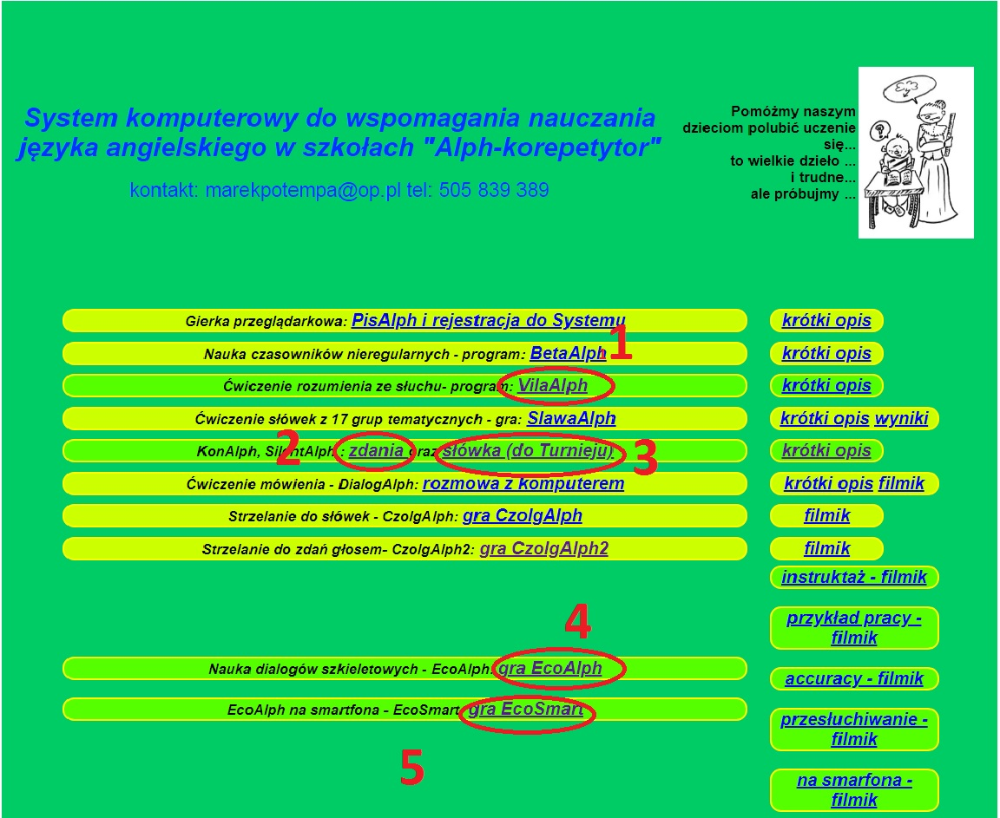 System komputerowy do wspomagania nauczania
języka angielskiego w szkołach "Alph-korepetytor"
kontakt: marekpotempa@op.pl tel: 505 839 389
Pomóżmy naszym
dzieciom polubić uczenie
się...
to wielkie dzieło ...
i trudne...
ale próbujmy ...
?
Gierka przeglądarkowa: PisAlph i rejestracja do Systemu
krótki opis
1
Nauka czasowników nieregularnych - program: BetaAlph
krótki opis
Ćwiczenie rozumienia ze słuchu- program: VilaAlph
krótki opis
Ćwiczenie słówek z 17 grup tematycznych - gra: SlawaAlph
krótki opis wyniki
2
KonAlph, SilentAlph : zdania oraz słówka (do Turnieju)
3
krótki opis
Ćwiczenie mówienia - DialogAlph: rozmowa z komputerem
krótki opis filmik
Strzelanie do słówek - CzolgAlph: gra CzolgAlph
filmik
Strzelanie do zdań głosem- CzolgAlph2: gra CzolgAlph2
filmik
instruktaż - filmik
przykład pracy -
filmik
4
Nauka dialogów szkieletowych - EcoAlph: gra EcoAlph
accuracy - filmik
EcoAlph na smartfona - EcoSmart: gra EcoSmart
przesłuchiwanie -
filmik
5
na smarfona -
filmik